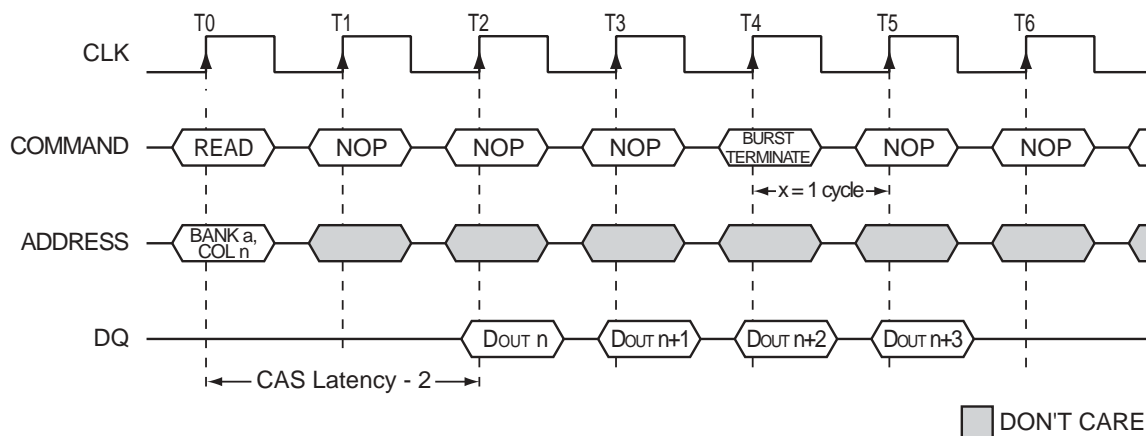 T0 T1 T2 T3 T4 T5 T6
CLK
COMMAND READ NOP NOP NOP BURST TERMINATE NOP NOP
x = 1 cycle
ADDRESS BANK a, COL n
DQ DOUT n DOUT n+1 DOUT n+2 DOUT n+3
CAS Latency - 2
DON'T CARE